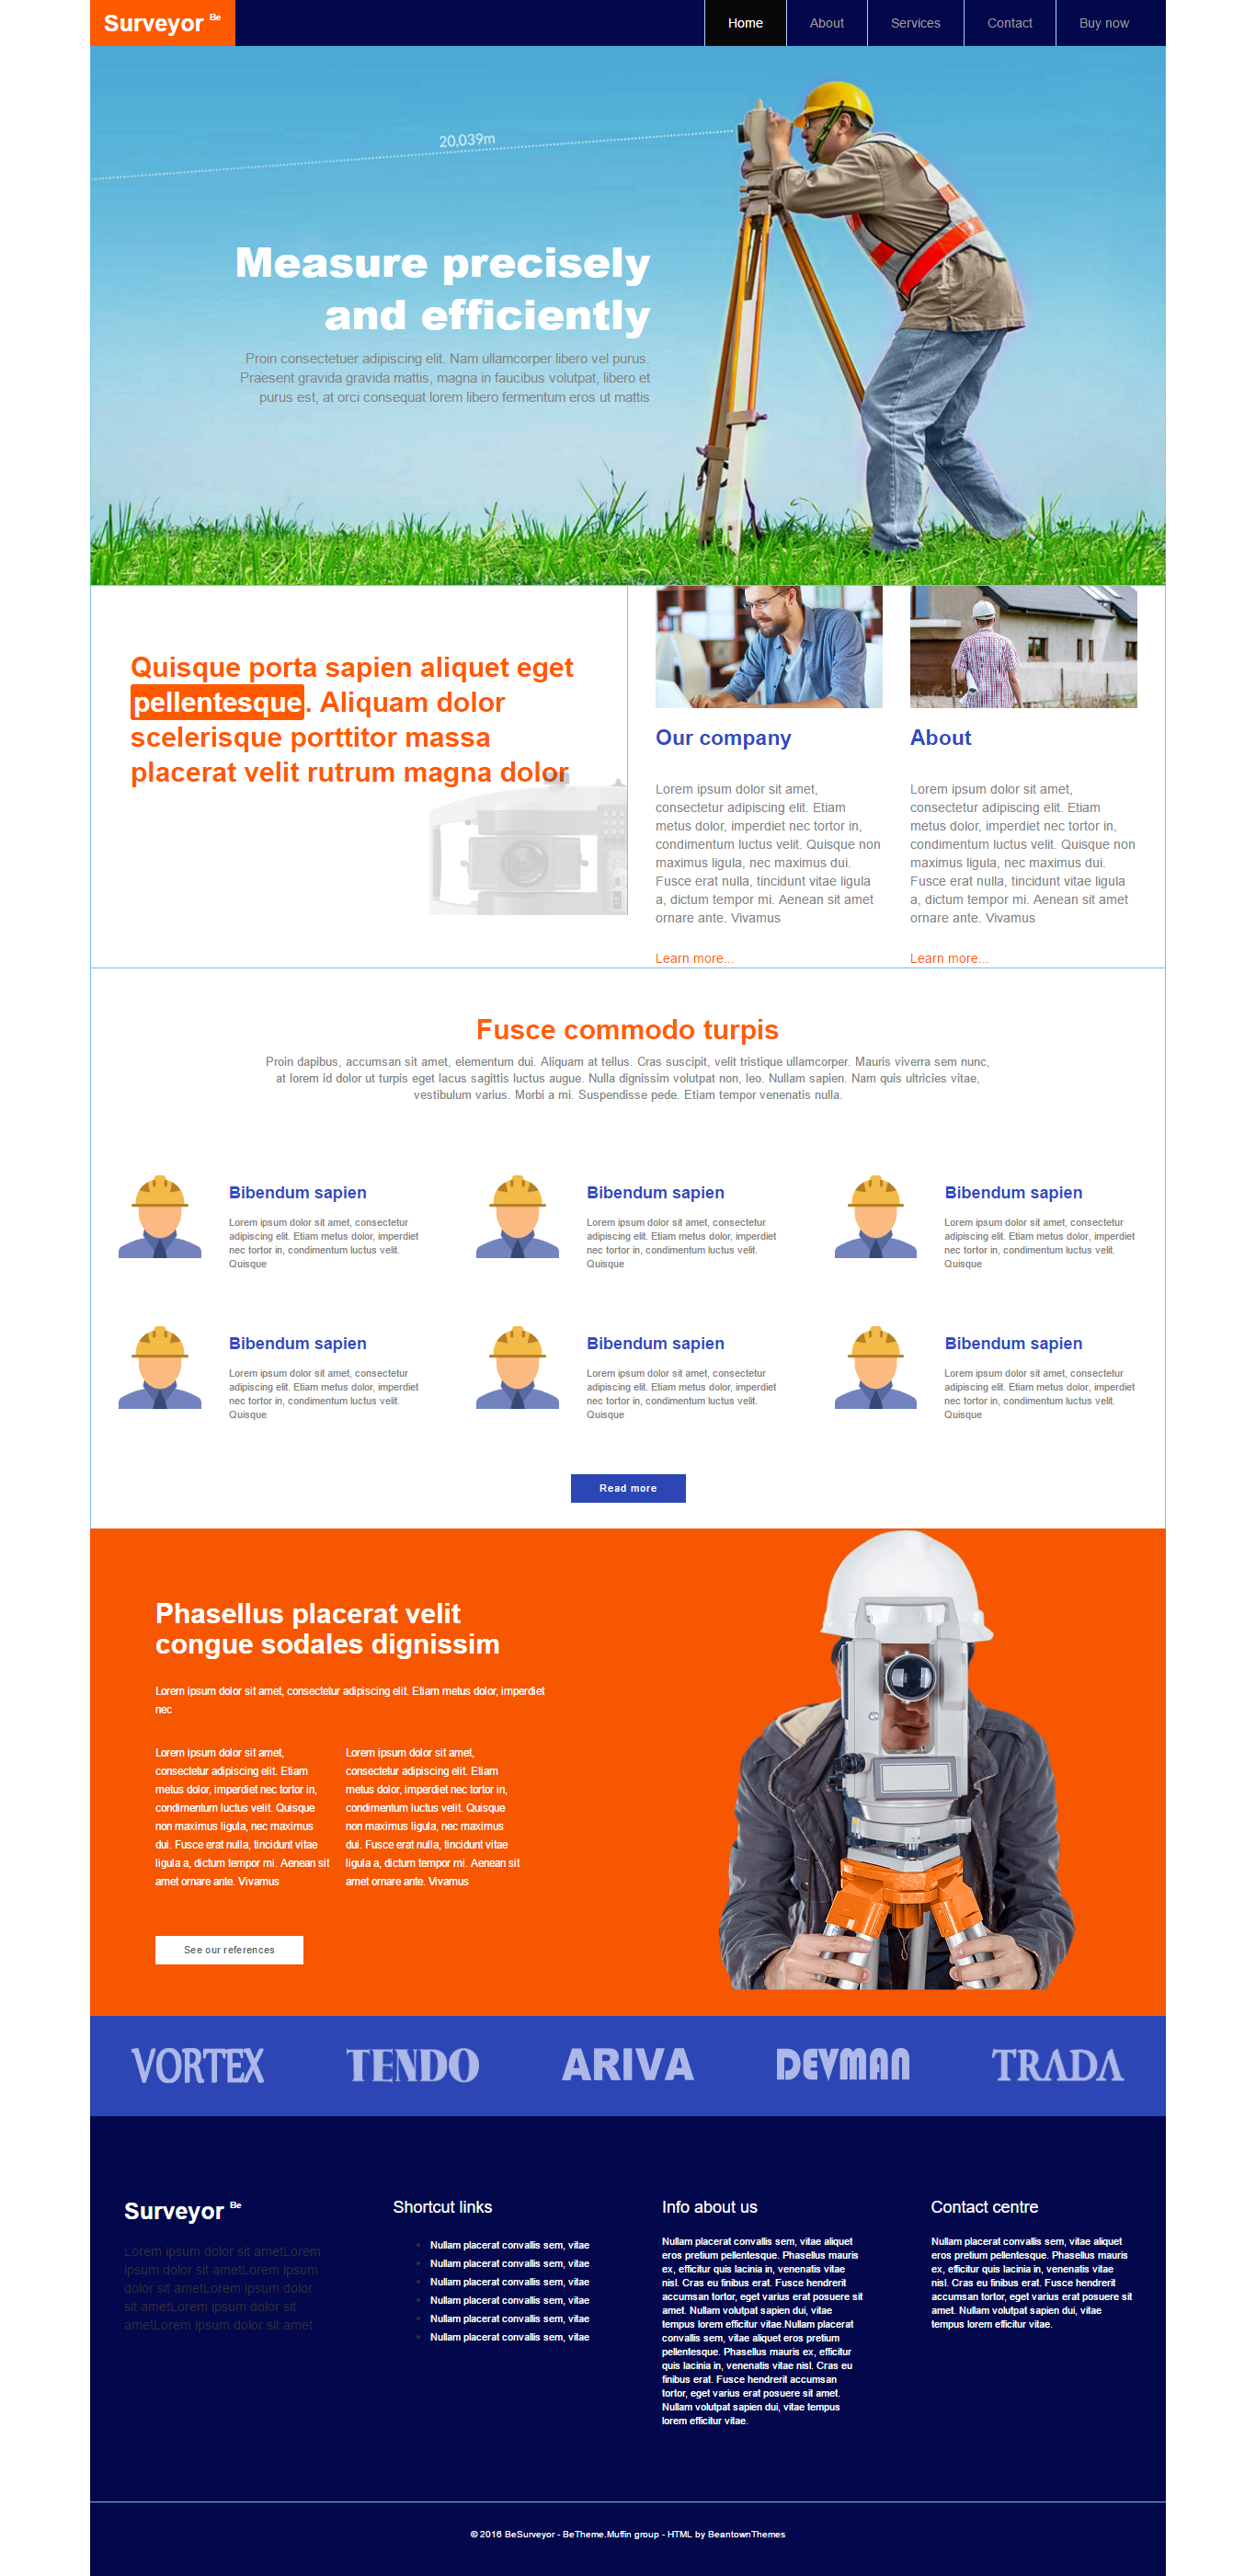 Surveyor Be
Home
About
Services
Contact
Buy now
20,039m
Measure precisely
and efficiently
Proin consectetuer adipiscing elit. Nam ullamcorper libero vel purus.
Praesent gravida gravida mattis, magna in faucibus volutpat, libero et
purus est, at orci consequat lorem libero fermentum eros ut mattis
Quisque porta sapien aliquet eget
pellentesque. Aliquam dolor
scelerisque porttitor massa
placerat velit rutrum magna dolor
Our company
Lorem ipsum dolor sit amet,
consectetur adipiscing elit. Etiam
metus dolor, imperdiet nec tortor in,
condimentum luctus velit. Quisque non
maximus ligula, nec maximus dui.
Fusce erat nulla, tincidunt vitae ligula
a, dictum tempor mi. Aenean sit amet
ornare ante. Vivamus
Learn more...
About
Lorem ipsum dolor sit amet,
consectetur adipiscing elit. Etiam
metus dolor, imperdiet nec tortor in,
condimentum luctus velit. Quisque non
maximus ligula, nec maximus dui.
Fusce erat nulla, tincidunt vitae ligula
a, dictum tempor mi. Aenean sit amet
ornare ante. Vivamus
Learn more...
Fusce commodo turpis
Proin dapibus, accumsan sit amet, elementum dui. Aliquam at tellus. Cras suscipit, velit tristique ullamcorper. Mauris viverra sem nunc,
at lorem id dolor ut turpis eget lacus sagittis luctus augue. Nulla dignissim volutpat non, leo. Nullam sapien. Nam quis ultricies vitae,
vestibulum varius. Morbi a mi. Suspendisse pede. Etiam tempor venenatis nulla.
Bibendum sapien
Lorem ipsum dolor sit amet, consectetur
adipiscing elit. Etiam metus dolor, imperdiet
nec tortor in, condimentum luctus velit.
Quisque
Bibendum sapien
Lorem ipsum dolor sit amet, consectetur
adipiscing elit. Etiam metus dolor, imperdiet
nec tortor in, condimentum luctus velit.
Quisque
Bibendum sapien
Lorem ipsum dolor sit amet, consectetur
adipiscing elit. Etiam metus dolor, imperdiet
nec tortor in, condimentum luctus velit.
Quisque
Bibendum sapien
Lorem ipsum dolor sit amet, consectetur
adipiscing elit. Etiam metus dolor, imperdiet
nec tortor in, condimentum luctus velit.
Quisque
Bibendum sapien
Lorem ipsum dolor sit amet, consectetur
adipiscing elit. Etiam metus dolor, imperdiet
nec tortor in, condimentum luctus velit.
Quisque
Bibendum sapien
Lorem ipsum dolor sit amet, consectetur
adipiscing elit. Etiam metus dolor, imperdiet
nec tortor in, condimentum luctus velit.
Quisque
Read more
Phasellus placerat velit
congue sodales dignissim
Lorem ipsum dolor sit amet, consectetur adipiscing elit. Etiam metus dolor, imperdiet
nec
Lorem ipsum dolor sit amet,
consectetur adipiscing elit. Etiam
metus dolor, imperdiet nec tortor in,
condimentum luctus velit. Quisque
non maximus ligula, nec maximus
dui. Fusce erat nulla, tincidunt vitae
ligula a, dictum tempor mi. Aenean sit
amet ornare ante. Vivamus
Lorem ipsum dolor sit amet,
consectetur adipiscing elit. Etiam
metus dolor, imperdiet nec tortor in,
condimentum luctus velit. Quisque
non maximus ligula, nec maximus
dui. Fusce erat nulla, tincidunt vitae
ligula a, dictum tempor mi. Aenean sit
amet ornare ante. Vivamus
See our references
VORTEX
TENDO
ARIVA
DEVMAN
TRADA
Surveyor Be
Lorem ipsum dolor sit ametLorem
ipsum dolor sit ametLorem ipsum
dolor sit ametLorem ipsum dolor
sit ametLorem ipsum dolor sit
ametLorem ipsum dolor sit amet
Shortcut links
Nullam placerat convallis sem, vitae
Nullam placerat convallis sem, vitae
Nullam placerat convallis sem, vitae
Nullam placerat convallis sem, vitae
Nullam placerat convallis sem, vitae
Nullam placerat convallis sem, vitae
Info about us
Nullam placerat convallis sem, vitae aliquet
eros pretium pellentesque. Phasellus mauris
ex, efficitur quis lacinia in, venenatis vitae
nisl. Cras eu finibus erat. Fusce hendrerit
accumsan tortor, eget varius erat posuere sit
amet. Nullam volutpat sapien dui, vitae
tempus lorem efficitur vitae.Nullam placerat
convallis sem, vitae aliquet eros pretium
pellentesque. Phasellus mauris ex, efficitur
quis lacinia in, venenatis vitae nisl. Cras eu
finibus erat. Fusce hendrerit accumsan
tortor, eget varius erat posuere sit amet.
Nullam volutpat sapien dui, vitae tempus
lorem efficitur vitae.
Contact centre
Nullam placerat convallis sem, vitae aliquet
eros pretium pellentesque. Phasellus mauris
ex, efficitur quis lacinia in, venenatis vitae
nisl. Cras eu finibus erat. Fusce hendrerit
accumsan tortor, eget varius erat posuere sit
amet. Nullam volutpat sapien dui, vitae
tempus lorem efficitur vitae.
© 2016 BeSurveyor - BeTheme.Muffin group - HTML by BeantownThemes